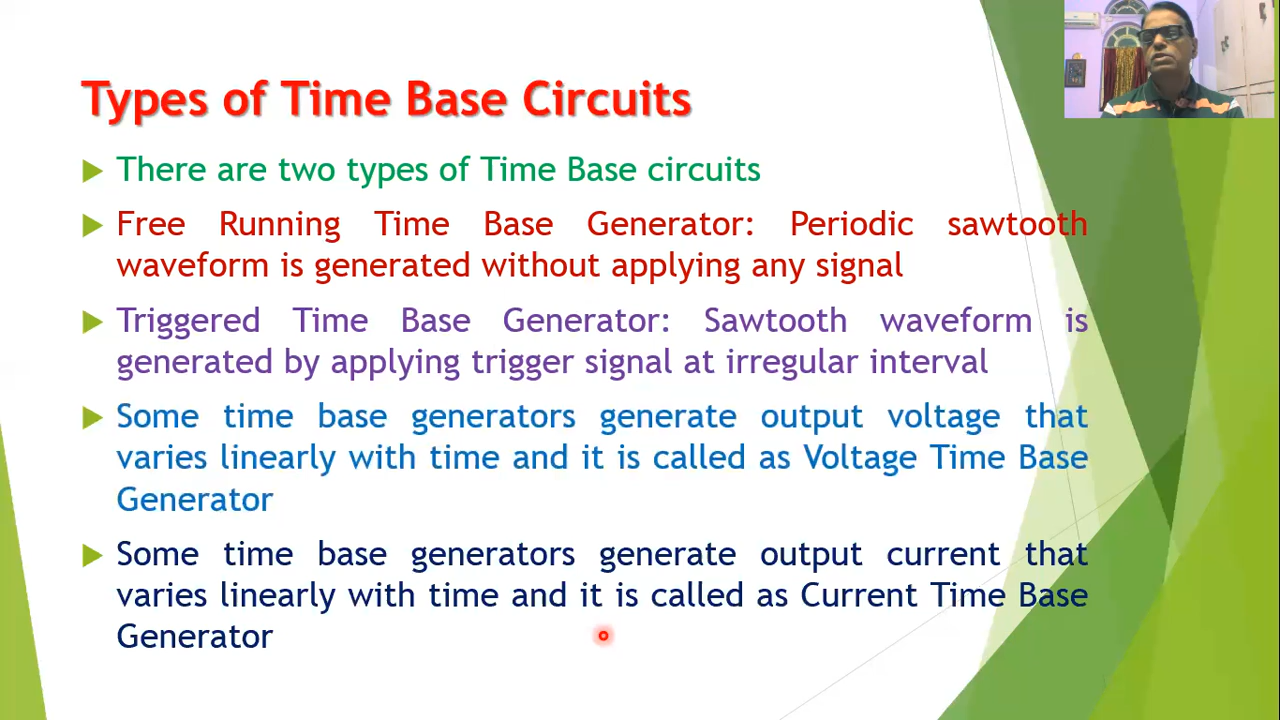 Types of Time Base Circuits
There are two types of Time Base circuits
Free Running Time Base Generator: Periodic sawtooth
waveform is generated without applying any signal
Triggered Time Base Generator: Sawtooth waveform is
generated by applying trigger signal at irregular interval
Some time base generators generate output voltage that
varies linearly with time and it is called as Voltage Time Base
Generator
Some time base generators generate output current that
varies linearly with time and it is called as Current Time Base
Generator